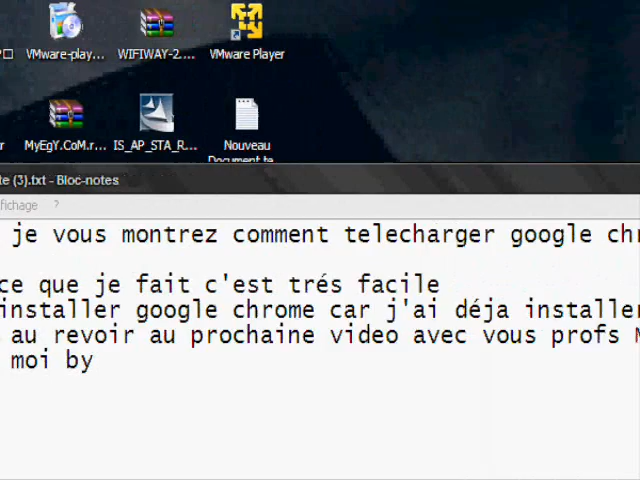 VMware-play... WIFIWAY-2.... VMware Player
MyEgY.CoM.r... IS_AP_STA_R... Nouveau
Document te
te (3).txt - Bloc-notes
ffichage ?
je vous montrez comment telecharger google chr
ce que je fait c'est trés facile
installer google chrome car j'ai déja installer
au revoir au prochaine video avec vous profs
moi by